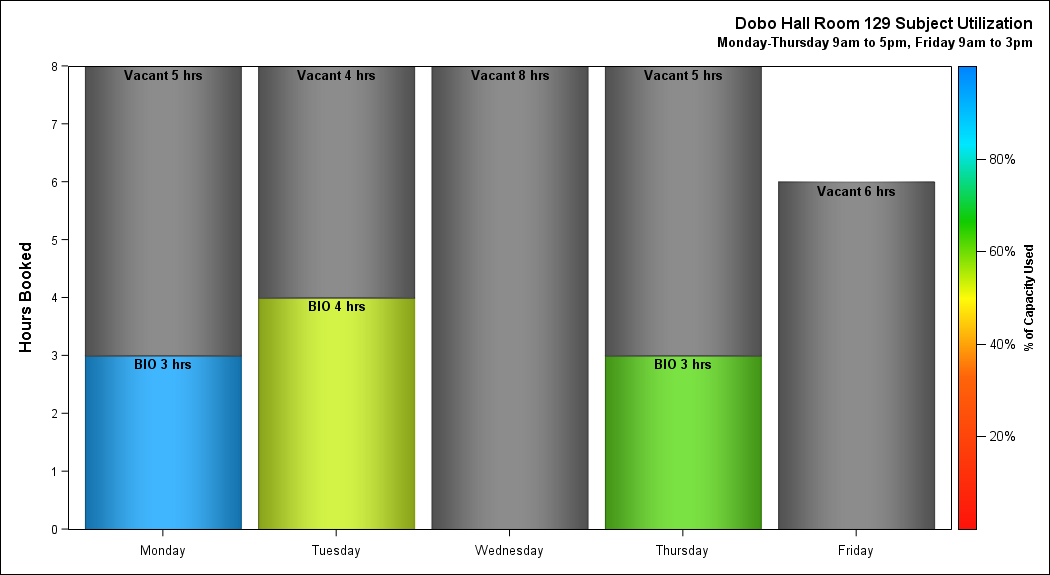 Dobo Hall Room 129 Subject Utilization
Monday-Thursday 9am to 5pm, Friday 9am to 3pm
Hours Booked
8
7
6
5
4
3
2
1
0
Vacant 5 hrs
BIO 3 hrs
Vacant 4 hrs
BIO 4 hrs
Vacant 8 hrs
Vacant 5 hrs
BIO 3 hrs
Vacant 6 hrs
Monday
Tuesday
Wednesday
Thursday
Friday
80%
60%
40%
20%
% of Capacity Used